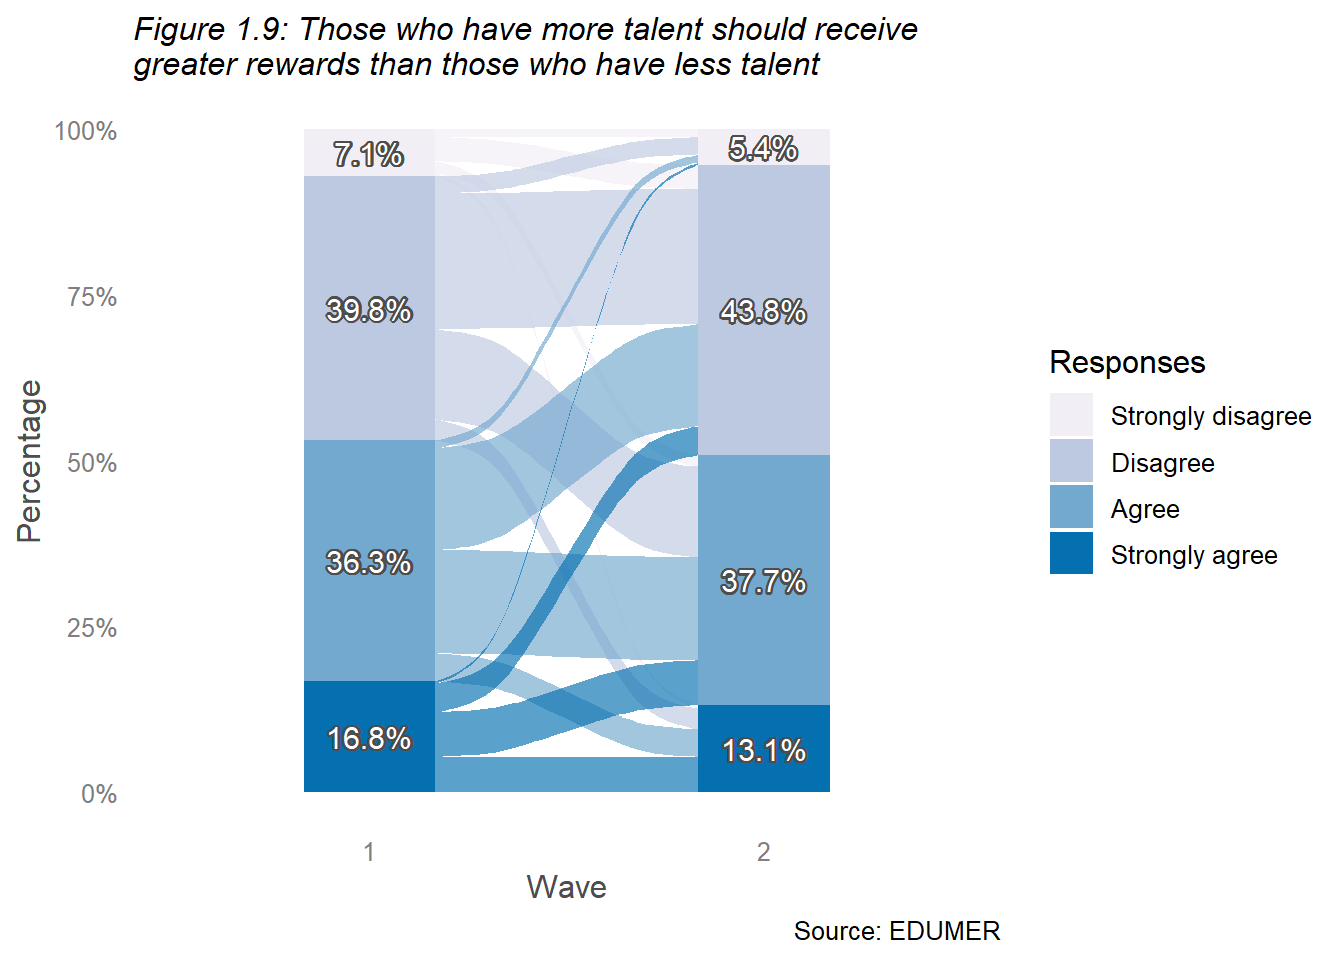 Figure 1.9: Those who have more talent should receive
greater rewards than those who have less talent
100%
75%
50%
25%
0%
Percentage
7.1%
39.8%
36.3%
16.8%
5.4%
43.8%
37.7%
13.1%
1
2
Wave
Responses
Strongly disagree
Disagree
Agree
Strongly agree
Source: EDUMER